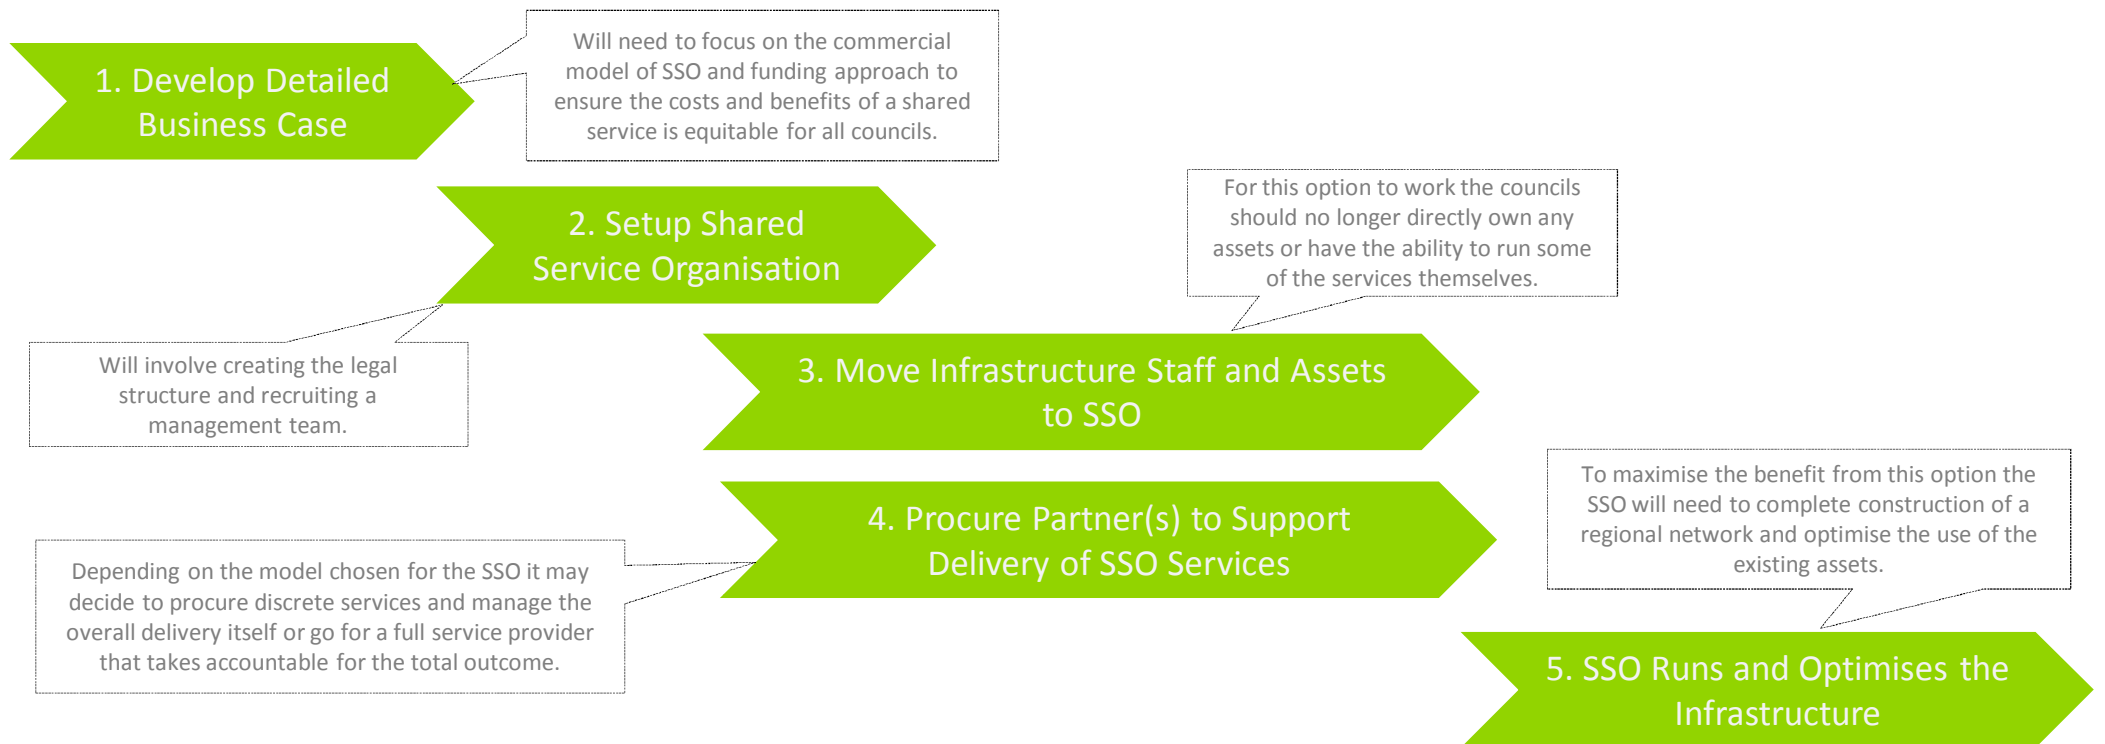 1. Develop Detailed
Business Case
Will need to focus on the commercial
model of SSO and funding approach to
ensure the costs and benefits of a shared
service is equitable for all councils.
2. Setup Shared
Service Organisation
Will involve creating the legal
structure and recruiting a
management team.
For this option to work the councils
should no longer directly own any
assets or have the ability to run some
of the services themselves.
3. Move Infrastructure Staff and Assets
to SSO
4. Procure Partner(s) to Support
Delivery of SSO Services
Depending on the model chosen for the SSO it may
decide to procure discrete services and manage the
overall delivery itself or go for a full service provider
that takes accountable for the total outcome.
To maximise the benefit from this option the
SSO will need to complete construction of a
regional network and optimise the use of the
existing assets.
5. SSO Runs and Optimises the
Infrastructure